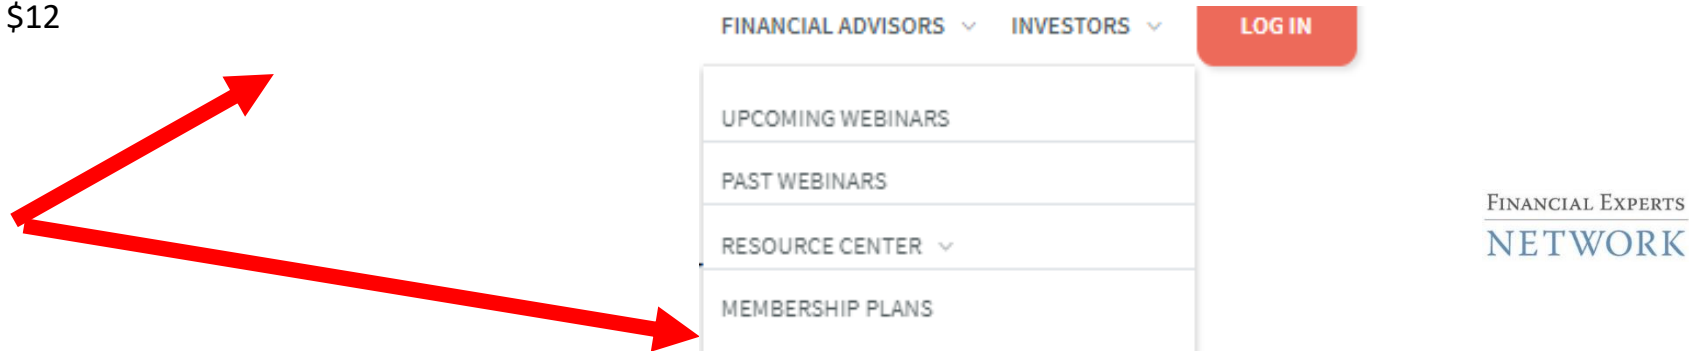 $12
FINANCIAL ADVISORS INVESTORS LOG IN
UPCOMING WEBINARS
PAST WEBINARS
RESOURCE CENTER
MEMBERSHIP PLANS
FINANCIAL EXPERTS
NETWORK